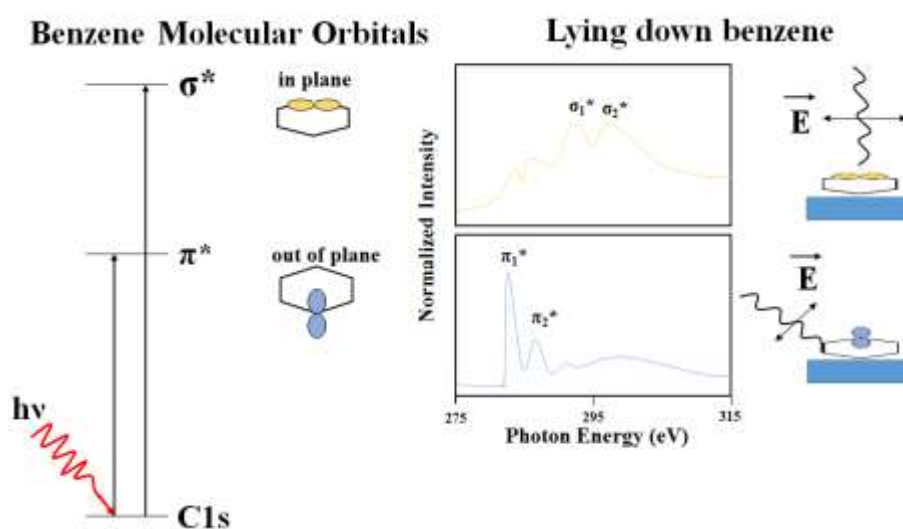 Benzene Molecular Orbitals
σ*
in plane
π*
out of plane
hν
C1s
Lying down benzene
Normalized Intensity
σ₁* σ₂*
E
π₁*
π₂*
E
275 295 315
Photon Energy (eV)